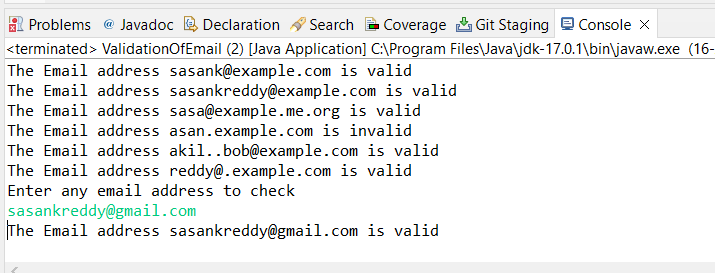 Problems @ Javadoc Declaration Search Coverage Git Staging Console
<terminated> ValidationOfEmail (2) [Java Application] C:\Program Files\Java\jdk-17.0.1\bin\javaw.exe (16-
The Email address sasank@example.com is valid
The Email address sasankreddy@example.com is valid
The Email address sasa@example.me.org is valid
The Email address asan.example.com is invalid
The Email address akil..bob@example.com is valid
The Email address reddy@.example.com is valid
Enter any email address to check
sasankreddy@gmail.com
The Email address sasankreddy@gmail.com is valid